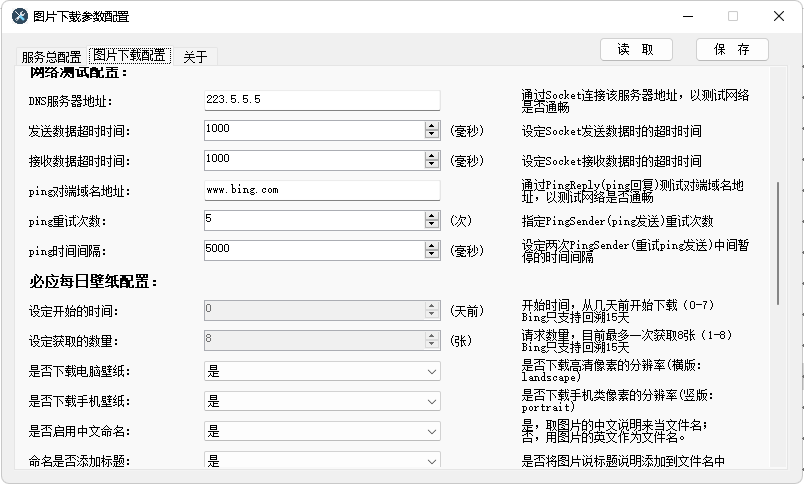 图片下载参数配置
服务总配置 图片下载配置 关于
读 取 保 存
网络测试配置：
DNS服务器地址： 223.5.5.5 通过Socket连接该服务器地址，以测试网络
是否通畅
发送数据超时时间： 1000 (毫秒) 设定Socket发送数据时的超时时间
接收数据超时时间： 1000 (毫秒) 设定Socket接收数据时的超时时间
ping对端域名地址： www.bing.com 通过PingReply(ping回复)测试对端域名地
址，以测试网络是否通畅
ping重试次数： 5 (次) 指定PingSender(ping发送)重试次数
ping时间间隔： 5000 (毫秒) 设定两次PingSender(重试ping发送)中间暂
停的时间间隔
必应每日壁纸配置：
设定开始的时间： 0 (天前) 开始时间，从几天前开始下载（0-7）
Bing只支持回溯15天
设定获取的数量： 8 (张) 请求数量，目前最多一次获取8张（1-8）
Bing只支持回溯15天
是否下载电脑壁纸： 是 是否下载高清像素的分辨率(横版：
landscape)
是否下载手机壁纸： 是 是否下载手机类像素的分辨率(竖版：
portrait)
是否启用中文命名： 是 是，取图片的中文说明来当文件名；
否，用图片的英文作为文件名。
命名是否添加标题： 是 是否将图片说标题说明添加到文件名中